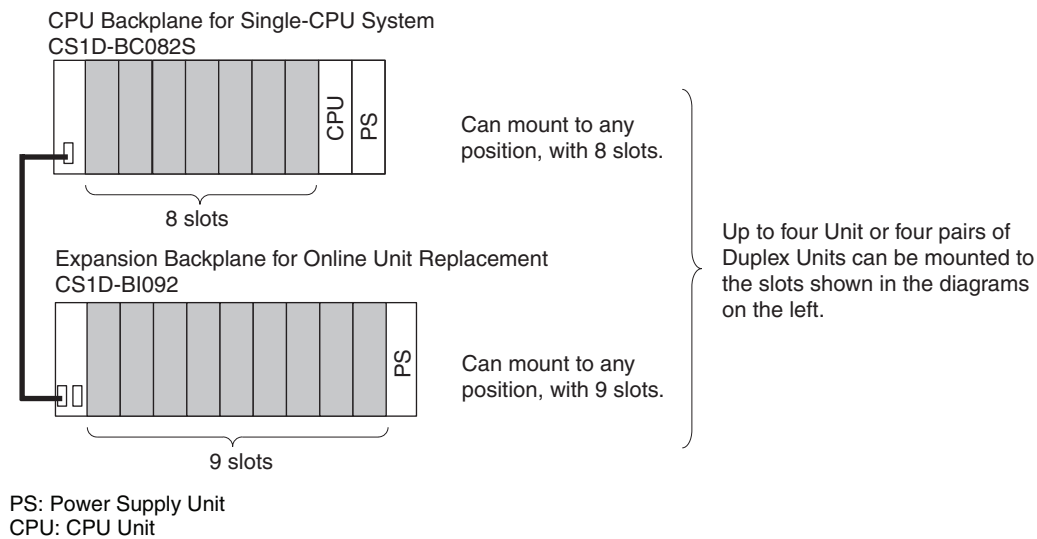 CPU Backplane for Single-CPU System
CS1D-BC082S
CPU
PS
Can mount to any
position, with 8 slots.
8 slots
Expansion Backplane for Online Unit Replacement
CS1D-BI092
PS
Can mount to any
position, with 9 slots.
9 slots
Up to four Unit or four pairs of
Duplex Units can be mounted to
the slots shown in the diagrams
on the left.
PS: Power Supply Unit
CPU: CPU Unit